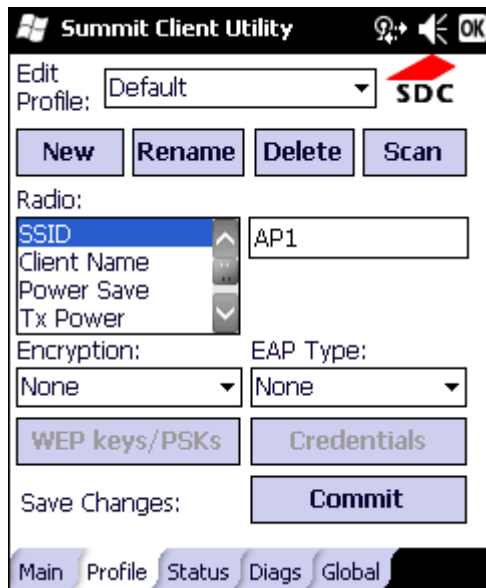 Summit Client Utility OK
Edit
Profile: Default
SDC
New Rename Delete Scan
Radio:
SSID AP1
Client Name
Power Save
Tx Power
Encryption: EAP Type:
None None
WEP keys/PSKs Credentials
Save Changes: Commit
Main Profile Status Diags Global